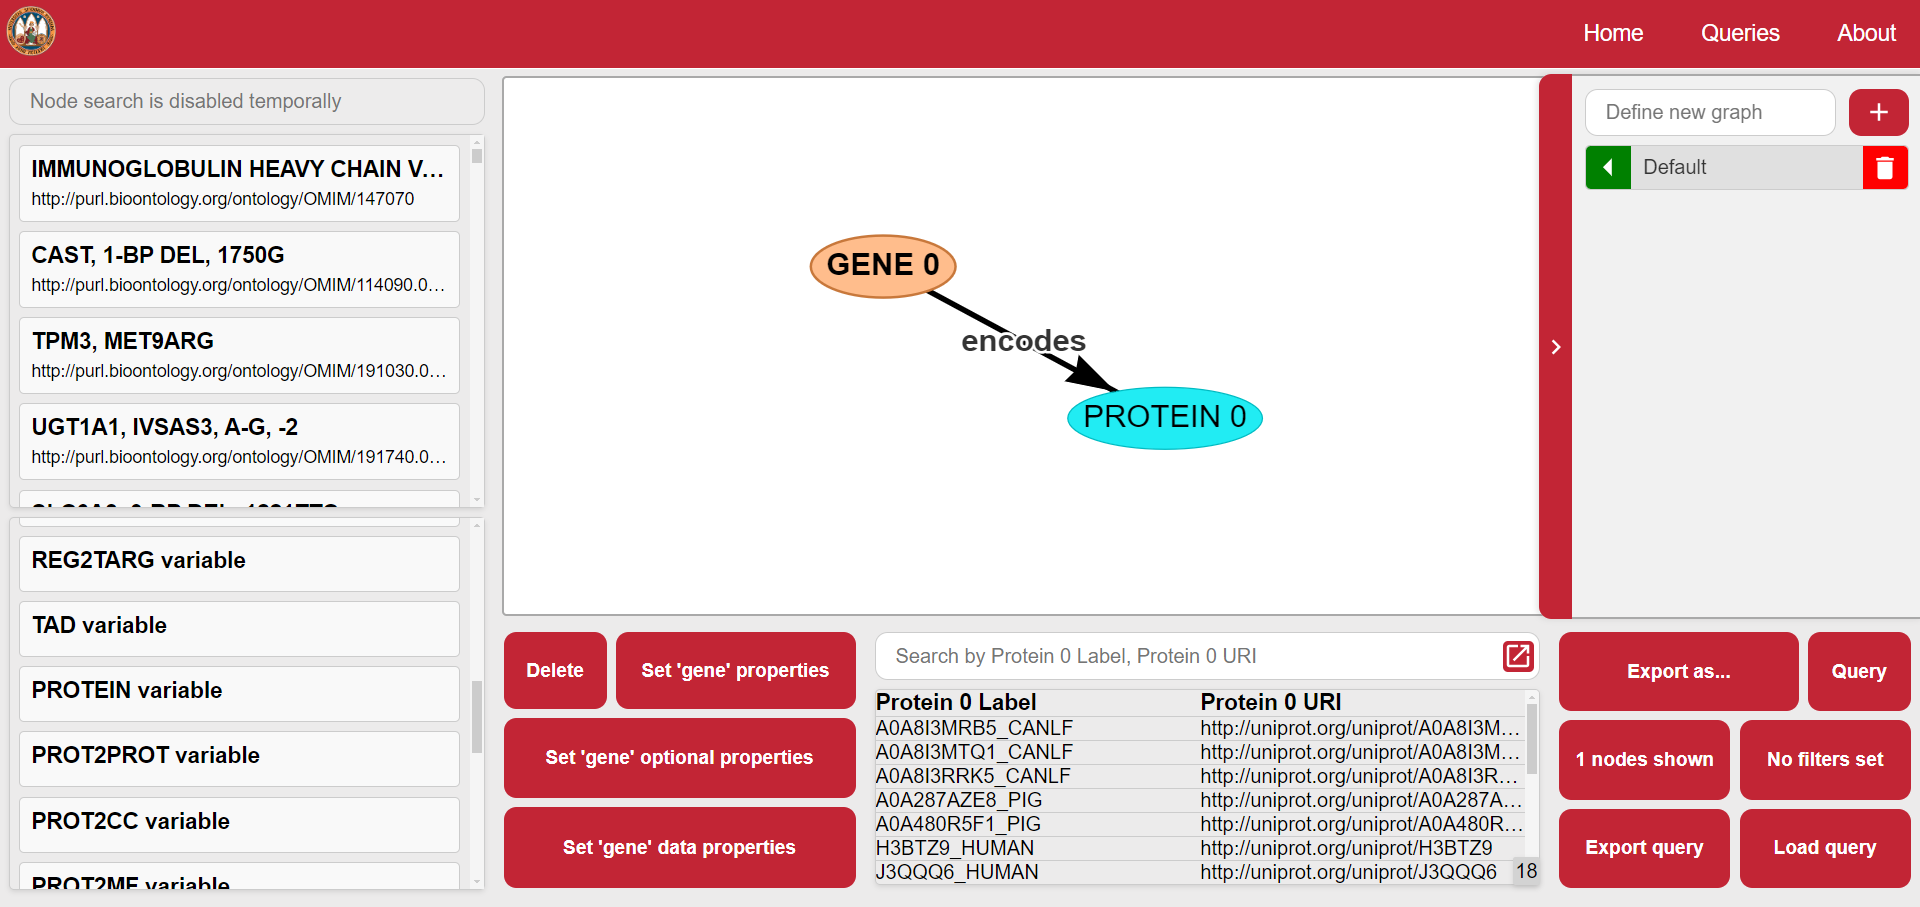 Home
Queries
About
Node search is disabled temporally
IMMUNOGLOBULIN HEAVY CHAIN V...
http://purl.bioontology.org/ontology/OMIM/147070
CAST, 1-BP DEL, 1750G
http://purl.bioontology.org/ontology/OMIM/114090.0...
TPM3, MET9ARG
http://purl.bioontology.org/ontology/OMIM/191030.0...
UGT1A1, IVSAS3, A-G, -2
http://purl.bioontology.org/ontology/OMIM/191740.0...
REG2TARG variable
TAD variable
PROTEIN variable
PROT2PROT variable
PROT2CC variable
PROT2MF variable
GENE 0
encodes
PROTEIN 0
Define new graph
Default
Delete
Set 'gene' properties
Set 'gene' optional properties
Set 'gene' data properties
Search by Protein 0 Label, Protein 0 URI
Protein 0 Label Protein 0 URI
A0A8I3MRB5_CANLF http://uniprot.org/uniprot/A0A8I3M...
A0A8I3MTQ1_CANLF http://uniprot.org/uniprot/A0A8I3M...
A0A8I3RRK5_CANLF http://uniprot.org/uniprot/A0A8I3R...
A0A287AZE8_PIG http://uniprot.org/uniprot/A0A287A...
A0A480R5F1_PIG http://uniprot.org/uniprot/A0A480R...
H3BTZ9_HUMAN http://uniprot.org/uniprot/H3BTZ9
J3QQQ6_HUMAN http://uniprot.org/uniprot/J3QQQ6
18
Export as...
Query
1 nodes shown
No filters set
Export query
Load query